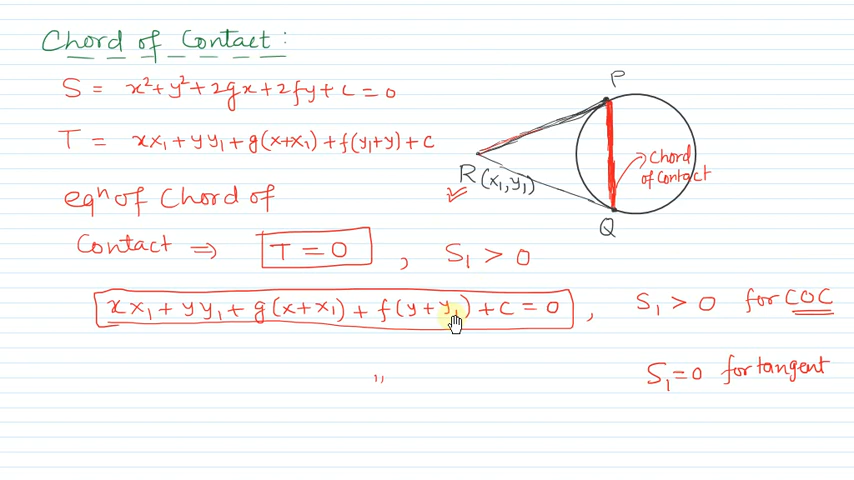 Chord of Contact :
S = x² + y² + 2gx + 2fy + c = 0
T = xx₁ + yy₁ + g(x+x₁) + f(y₁+y) + c
eqⁿ of Chord of
Contact ⇒ T = 0 , S₁ > 0
xx₁ + yy₁ + g(x+x₁) + f(y+y₁) + c = 0 , S₁ > 0 for COC
S₁ = 0 for tangent
,,
P
R (x₁, y₁)
Chord
of Contact
Q